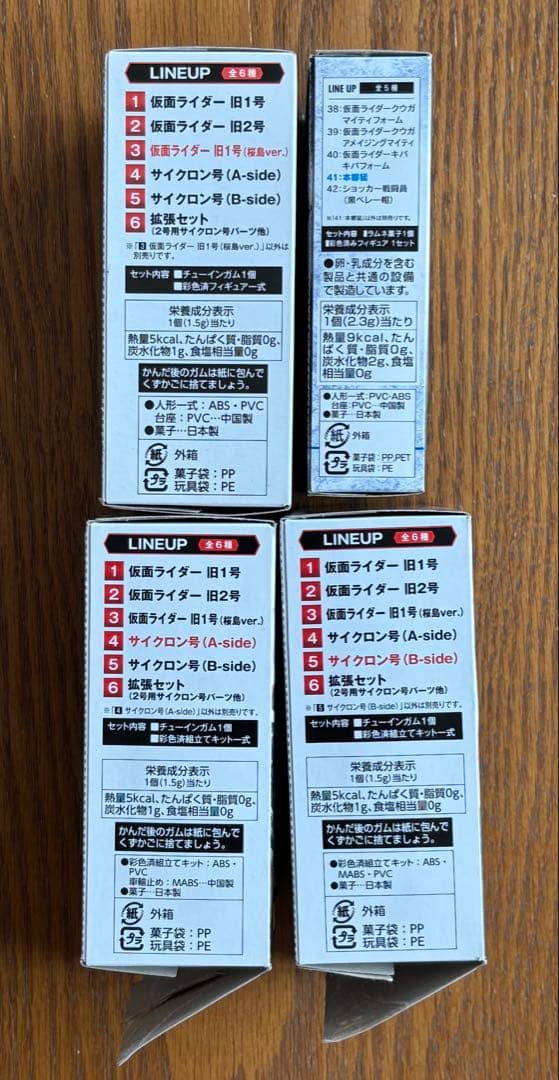 LINEUP 全6種
1 仮面ライダー 旧1号
2 仮面ライダー 旧2号
3 仮面ライダー 旧1号(桜島ver.)
4 サイクロン号(A-side)
5 サイクロン号(B-side)
6 拡張セット
(2号用サイクロン号パーツ他)
※「3 仮面ライダー 旧1号(桜島ver.)」以外は
別売りです。
セット内容 ■チューインガム1個
■彩色済フィギュア一式
栄養成分表示
1個(1.5g)当たり
熱量5kcal、たんぱく質・脂質0g、
炭水化物1g、食塩相当量0g
かんだ後のガムは紙に包んで
くずかごに捨てましょう。
●人形一式:ABS・PVC
台座:PVC…中国製
●菓子…日本製
紙 外箱
プラ 菓子袋:PP
玩具袋:PE
LINE UP 全5種
38:仮面ライダークウガ
マイティフォーム
39:仮面ライダークウガ
アメイジングマイティ
40:仮面ライダーキバ
キバフォーム
41:本郷猛
42:ショッカー戦闘員
(黒ベレー帽)
※「41:本郷猛」以外は別売りです。
セット内容 ■ラムネ菓子1個
■彩色済みフィギュア 1セット
●卵・乳成分を含む
製品と共通の設備
で製造しています。
栄養成分表示
1個(2.3g)当たり
熱量9kcal、たん
ぱく質・脂質0g、
炭水化物2g、食塩
相当量0g
●人形一式:PVC・ABS
台座:PVC…中国製
●菓子…日本製
紙 外箱
プラ 菓子袋:PP,PET
玩具袋:PE
LINEUP 全6種
1 仮面ライダー 旧1号
2 仮面ライダー 旧2号
3 仮面ライダー 旧1号(桜島ver.)
4 サイクロン号(A-side)
5 サイクロン号(B-side)
6 拡張セット
(2号用サイクロン号パーツ他)
※「4 サイクロン号(A-side)」以外は別売りです。
セット内容 ■チューインガム1個
■彩色済組立てキット一式
栄養成分表示
1個(1.5g)当たり
熱量5kcal、たんぱく質・脂質0g、
炭水化物1g、食塩相当量0g
かんだ後のガムは紙に包んで
くずかごに捨てましょう。
●彩色済組立てキット:ABS・
PVC
車輪止め:MABS…中国製
●菓子…日本製
紙 外箱
プラ 菓子袋:PP
玩具袋:PE
LINEUP 全6種
1 仮面ライダー 旧1号
2 仮面ライダー 旧2号
3 仮面ライダー 旧1号(桜島ver.)
4 サイクロン号(A-side)
5 サイクロン号(B-side)
6 拡張セット
(2号用サイクロン号パーツ他)
※「5 サイクロン号(B-side)」以外は別売りです。
セット内容 ■チューインガム1個
■彩色済組立てキット一式
栄養成分表示
1個(1.5g)当たり
熱量5kcal、たんぱく質・脂質0g、
炭水化物1g、食塩相当量0g
かんだ後のガムは紙に包んで
くずかごに捨てましょう。
●彩色済組立てキット:ABS・
MABS・PVC
●菓子…日本製
紙 外箱
プラ 菓子袋:PP
玩具袋:PE